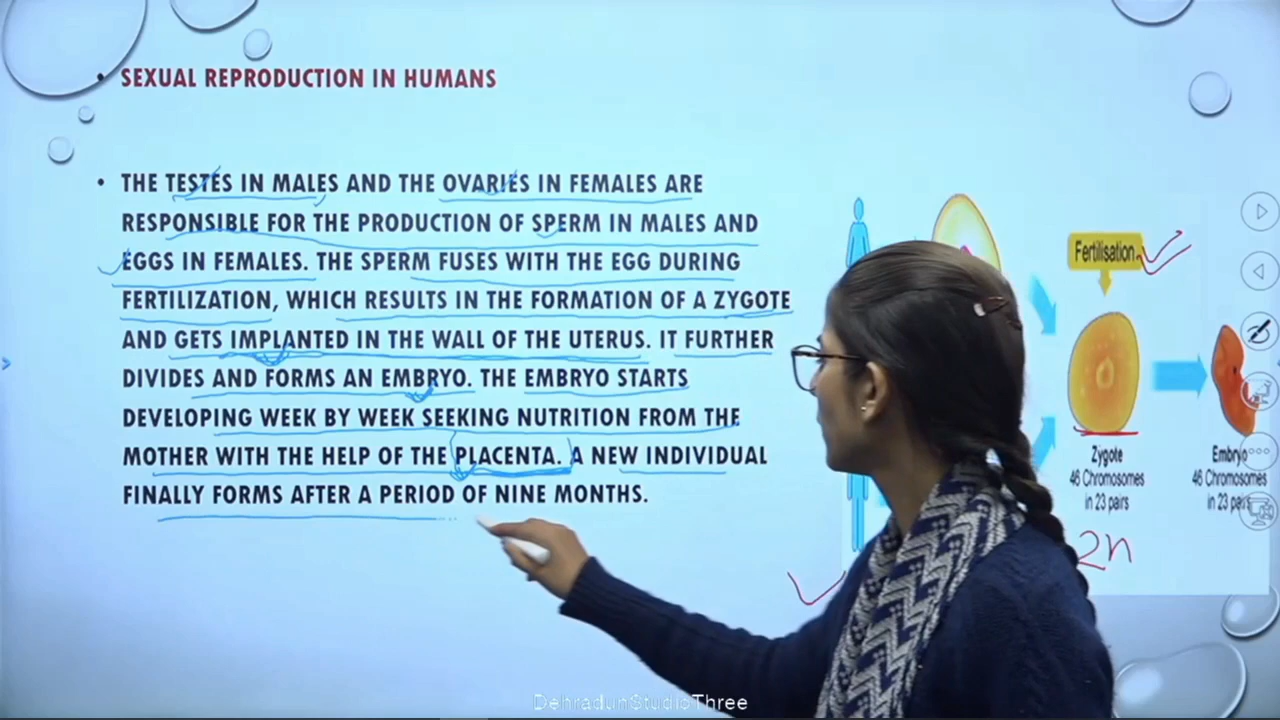 SEXUAL REPRODUCTION IN HUMANS
• THE TESTES IN MALES AND THE OVARIES IN FEMALES ARE
RESPONSIBLE FOR THE PRODUCTION OF SPERM IN MALES AND
EGGS IN FEMALES. THE SPERM FUSES WITH THE EGG DURING
FERTILIZATION, WHICH RESULTS IN THE FORMATION OF A ZYGOTE
AND GETS IMPLANTED IN THE WALL OF THE UTERUS. IT FURTHER
DIVIDES AND FORMS AN EMBRYO. THE EMBRYO STARTS
DEVELOPING WEEK BY WEEK SEEKING NUTRITION FROM THE
MOTHER WITH THE HELP OF THE PLACENTA. A NEW INDIVIDUAL
FINALLY FORMS AFTER A PERIOD OF NINE MONTHS.
Fertilisation
Zygote
46 Chromosomes
in 23 pairs
2n
Embryo
46 Chromosomes
in 23 pairs
DehradunStudioThree